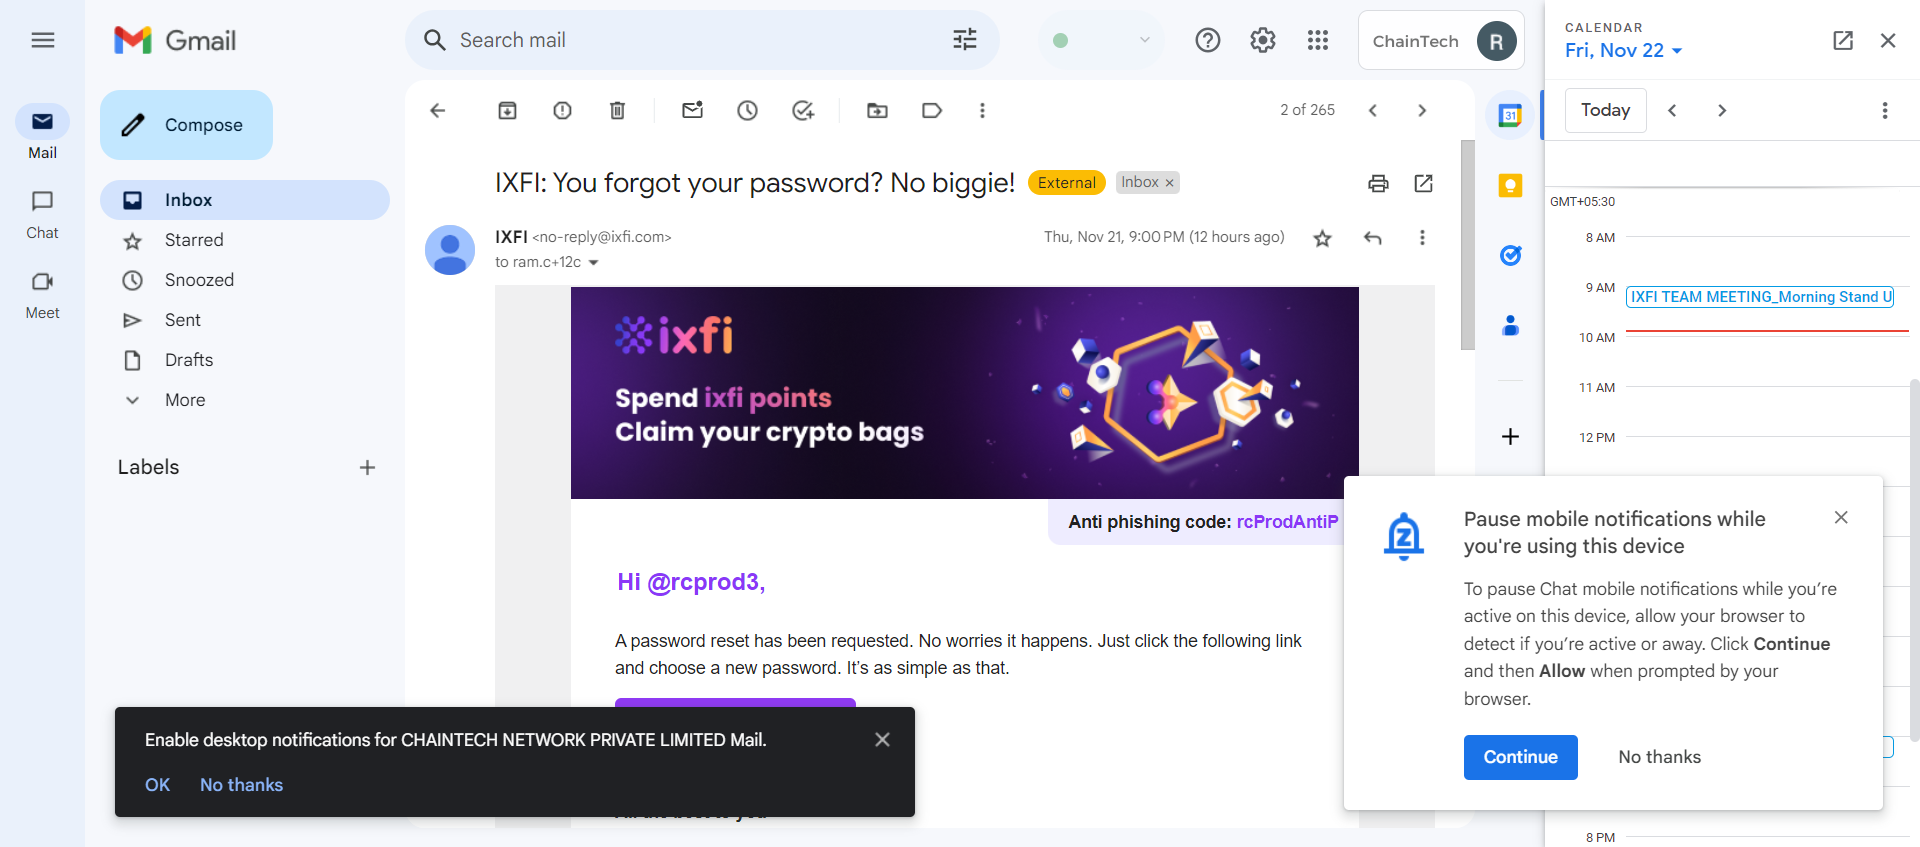 Gmail
Search mail
ChainTech
R
CALENDAR
Fri, Nov 22
Mail
Chat
Meet
Compose
Inbox
Starred
Snoozed
Sent
Drafts
More
Labels
2 of 265
31
Today
IXFI: You forgot your password? No biggie!
External
Inbox
IXFI <no-reply@ixfi.com>
Thu, Nov 21, 9:00 PM (12 hours ago)
to ram.c+12c
ixfi
Spend ixfi points
Claim your crypto bags
Anti phishing code: rcProdAntiP
Hi @rcprod3,
A password reset has been requested. No worries it happens. Just click the following link
and choose a new password. It's as simple as that.
Enable desktop notifications for CHAINTECH NETWORK PRIVATE LIMITED Mail.
OK
No thanks
GMT+05:30
8 AM
9 AM
IXFI TEAM MEETING_Morning Stand U
10 AM
11 AM
12 PM
Pause mobile notifications while
you're using this device
To pause Chat mobile notifications while you’re
active on this device, allow your browser to
detect if you’re active or away. Click Continue
and then Allow when prompted by your
browser.
Continue
No thanks
8 PM